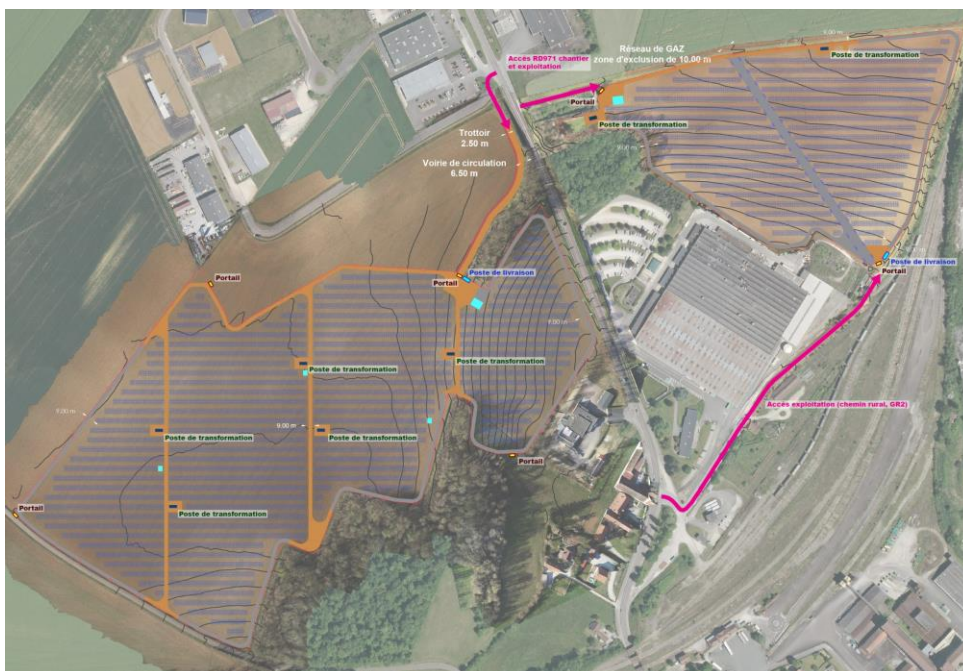 9.00 m
Réseau de GAZ
zone d'exclusion de 10.00 m
Poste de transformation
Accès RD971 chantier
et exploitation
Portail
Poste de transformation
Trottoir
2.50 m
Voirie de circulation
6.50 m
Poste de livraison
Portail
Portail
Poste de livraison
Portail
Poste de transformation
Poste de transformation
Accès exploitation (chemin rural, GR2)
9.00 m
Poste de transformation
Poste de transformation
Portail
Poste de transformation
Portail